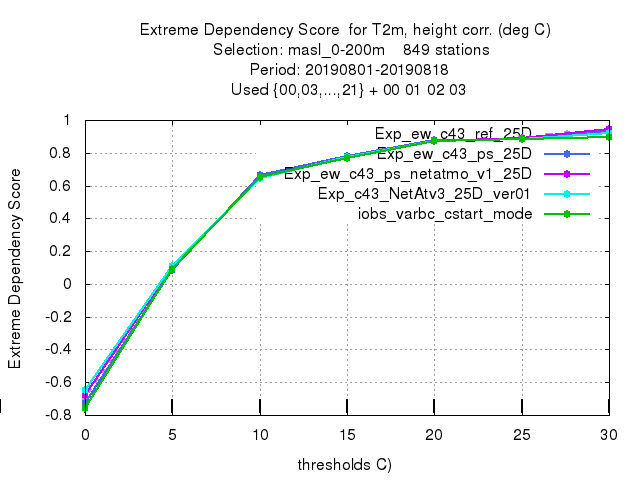 Extreme Dependency Score  for T2m, height corr. (deg C)
Selection: masl_0-200m    849 stations
Period: 20190801-20190818
Used {00,03,...,21} + 00 01 02 03
Extreme Dependency Score
1
0.8
0.6
0.4
0.2
0
-0.2
-0.4
-0.6
-0.8
Exp_ew_c43_ref_25D
Exp_ew_c43_ps_25D
Exp_ew_c43_ps_netatmo_v1_25D
Exp_c43_NetAtv3_25D_ver01
iobs_varbc_cstart_mode
0 5 10 15 20 25 30
thresholds C)